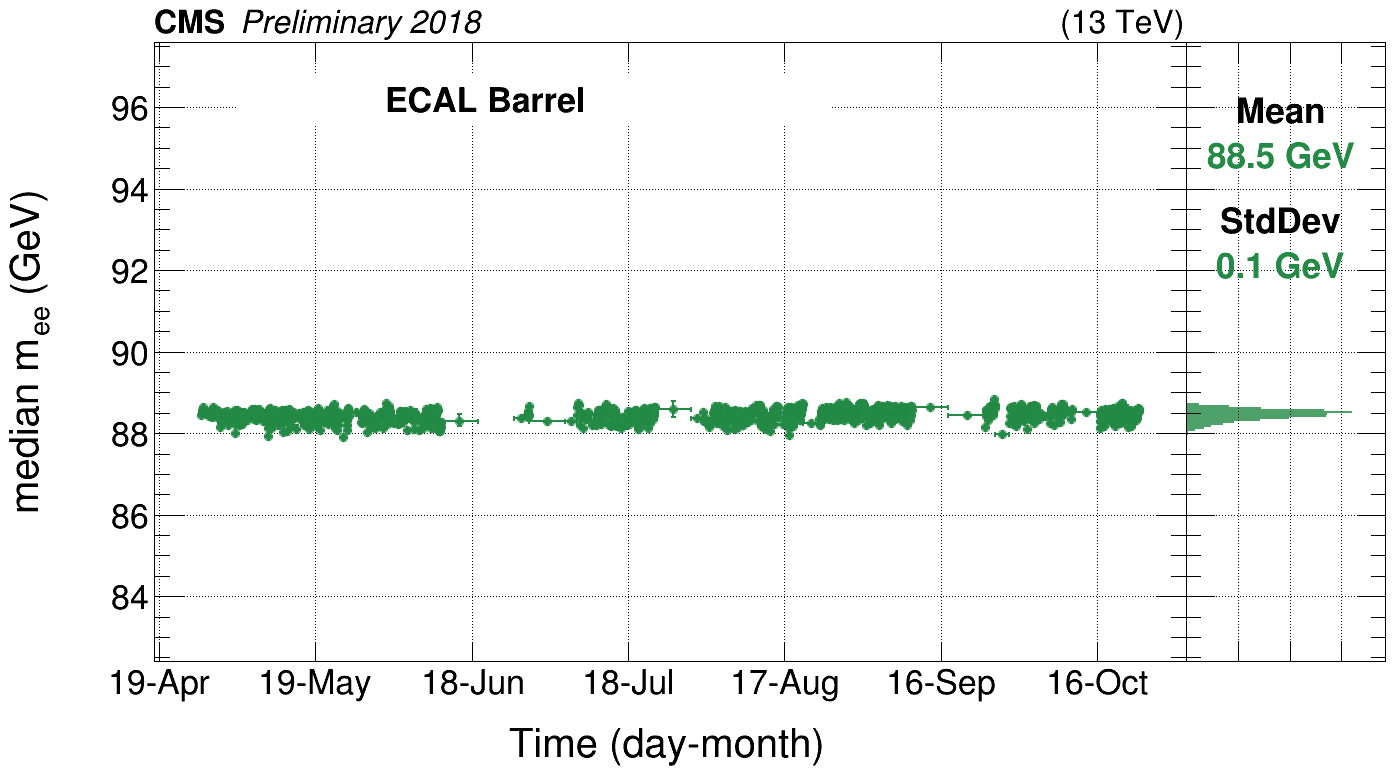 CMS Preliminary 2018 (13 TeV)
ECAL Barrel
Mean
88.5 GeV
StdDev
0.1 GeV
median mee (GeV)
96
94
92
90
88
86
84
19-Apr 19-May 18-Jun 18-Jul 17-Aug 16-Sep 16-Oct
Time (day-month)